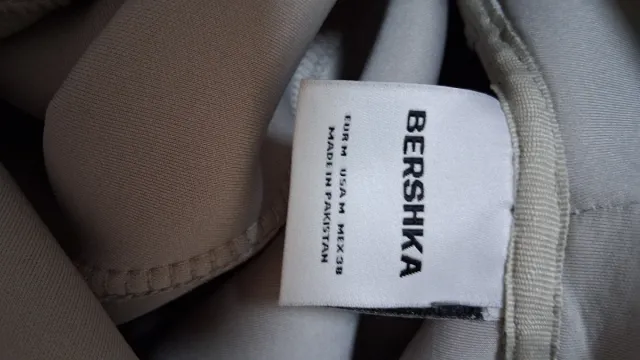 BERSHKA
EUR M USA M MEX 38
MADE IN PAKISTAN